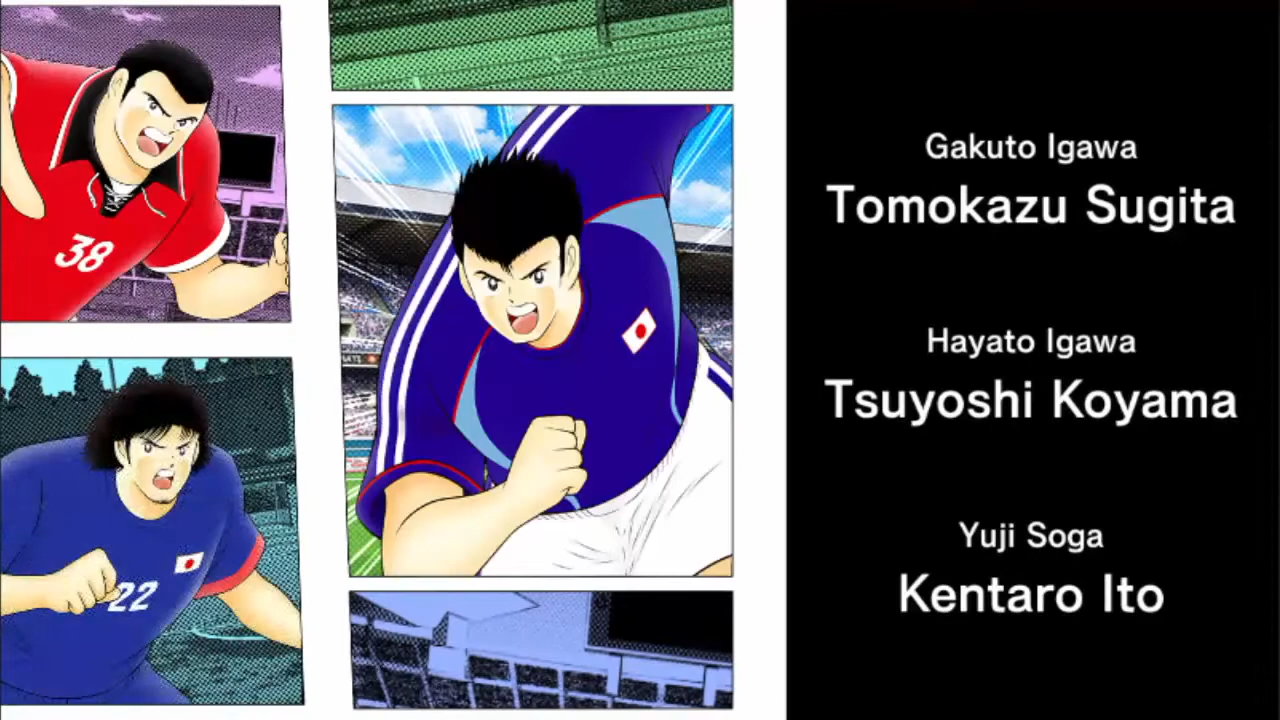 38
22
Gakuto Igawa
Tomokazu Sugita
Hayato Igawa
Tsuyoshi Koyama
Yuji Soga
Kentaro Ito